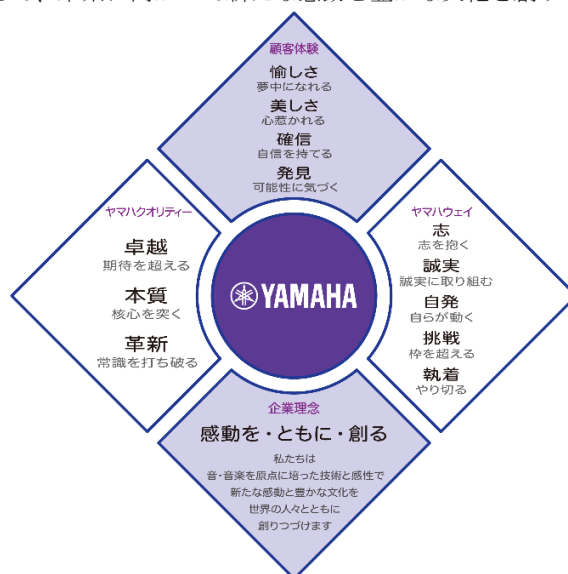 顧客体験
愉しさ
夢中になれる
美しさ
心惹かれる
確信
自信を持てる
発見
可能性に気づく
ヤマハクオリティー
卓越
期待を超える
本質
核心を突く
革新
常識を打ち破る
YAMAHA
ヤマハウェイ
志
志を抱く
誠実
誠実に取り組む
自発
自らが動く
挑戦
枠を超える
執着
やり切る
企業理念
感動を・ともに・創る
私たちは
音・音楽を原点に培った技術と感性で
新たな感動と豊かな文化を
世界の人々とともに
創りつづけます